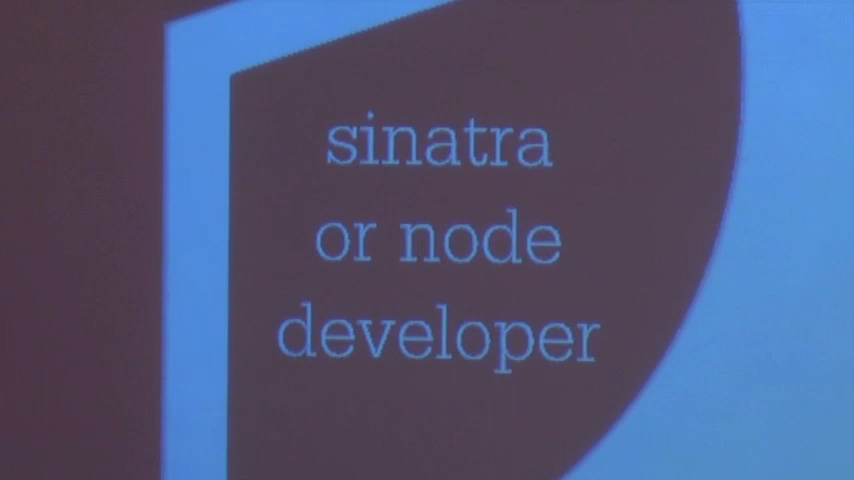 sinatra
or node
developer